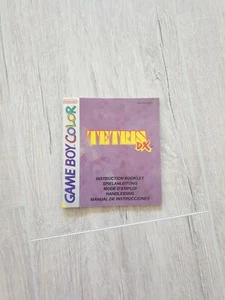 GAME BOY COLOR
TETRIS
DX
INSTRUCTION BOOKLET
SPIELANLEITUNG
MODE D'EMPLOI
HANDLEIDING
MANUAL DE INSTRUCCIONES